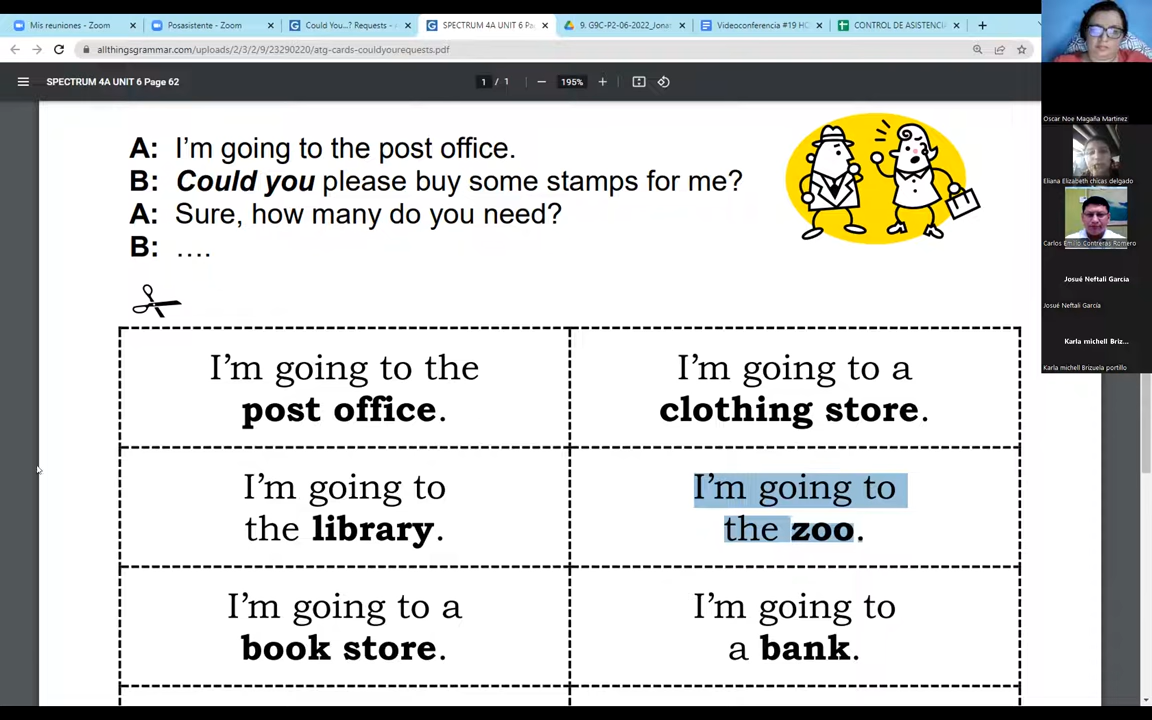 Mis reuniones - Zoom
Posasistente - Zoom
Could You...? Requests -
SPECTRUM 4A UNIT 6 Pa
9. G9C-P2-06-2022_Jona
Videoconferencia #19 HC
CONTROL DE ASISTENCI
allthingsgrammar.com/uploads/2/3/2/9/23290220/atg-cards-couldyourequests.pdf
SPECTRUM 4A UNIT 6 Page 62
1 / 1
195%
A: I'm going to the post office.
B: Could you please buy some stamps for me?
A: Sure, how many do you need?
B: ....
I'm going to the
post office.
I'm going to a
clothing store.
I'm going to
the library.
I'm going to
the zoo.
I'm going to a
book store.
I'm going to
a bank.
Oscar Noe Magaña Martinez
Eliana Elizabeth chicas delgado
Carlos Emilio Contreras Romero
Josué Neftali García
Josué Neftali García
Karla michell Briz...
Karla michell Brizuela portillo